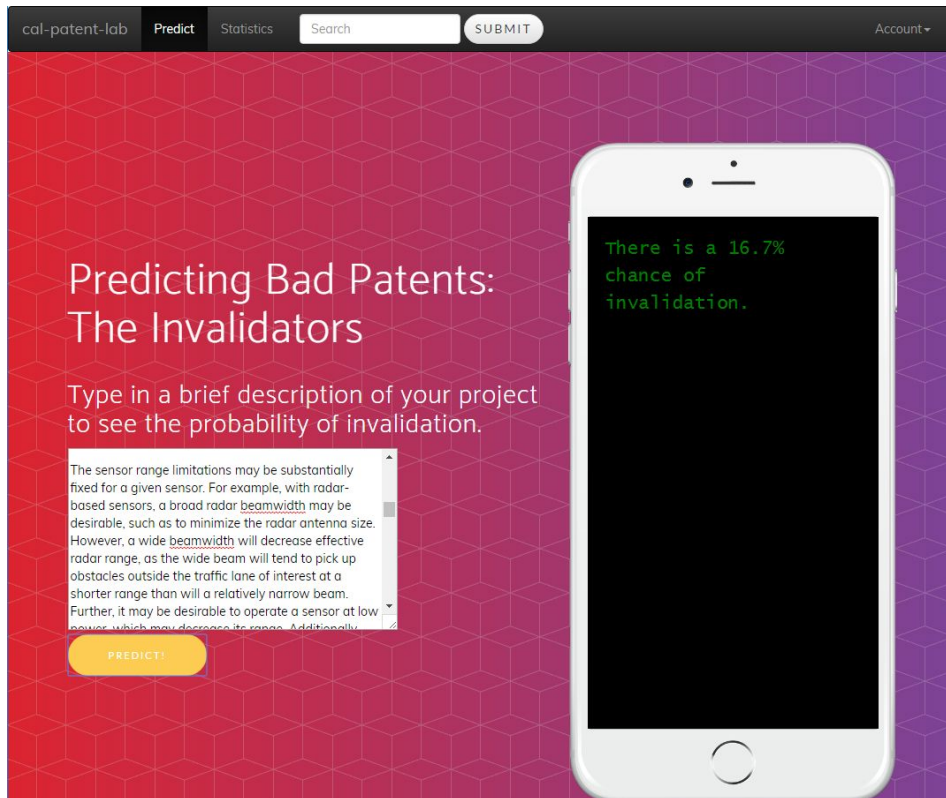 cal-patent-lab Predict Statistics Search SUBMIT Account
Predicting Bad Patents:
The Invalidators
Type in a brief description of your project
to see the probability of invalidation.
The sensor range limitations may be substantially
fixed for a given sensor. For example, with radar-
based sensors, a broad radar beamwidth may be
desirable, such as to minimize the radar antenna size.
However, a wide beamwidth will decrease effective
radar range, as the wide beam will tend to pick up
obstacles outside the traffic lane of interest at a
shorter range than will a relatively narrow beam.
Further, it may be desirable to operate a sensor at low
power, which may decrease its range. Additionally
PREDICT!
There is a 16.7%
chance of
invalidation.